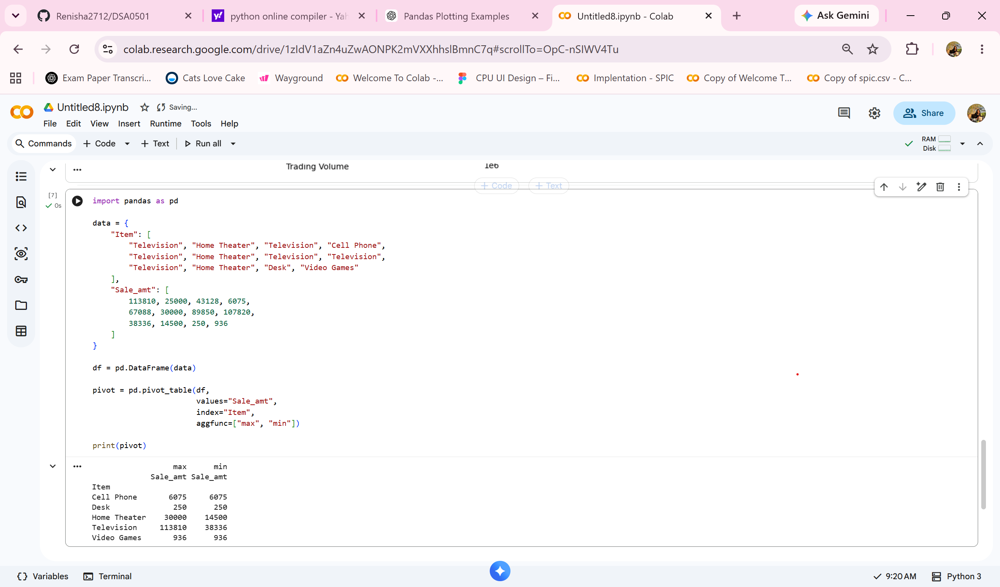 Renisha2712/DSA0501
python online compiler - Yah
Pandas Plotting Examples
Untitled8.ipynb - Colab
Ask Gemini
colab.research.google.com/drive/1zIdV1aZn4uZwAONPK2mVXXhhslBmnC7q#scrollTo=OpC-nSIWV4Tu
Exam Paper Transcri...
Cats Love Cake
Wayground
Welcome To Colab -...
CPU UI Design – Fi...
Implentation - SPIC
Copy of Welcome T...
Copy of spic.csv - C...
Untitled8.ipynb
Saving...
File Edit View Insert Runtime Tools Help
Share
Commands + Code + Text Run all
RAM
Disk
Trading Volume
1e6
+ Code + Text
[7]
0s
import pandas as pd
data = {
"Item": [
"Television", "Home Theater", "Television", "Cell Phone",
"Television", "Home Theater", "Television", "Television",
"Television", "Home Theater", "Desk", "Video Games"
],
"Sale_amt": [
113810, 25000, 43128, 6075,
67088, 30000, 89850, 107820,
38336, 14500, 250, 936
]
}
df = pd.DataFrame(data)
pivot = pd.pivot_table(df,
values="Sale_amt",
index="Item",
aggfunc=["max", "min"])
print(pivot)
max min
Sale_amt Sale_amt
Item
Cell Phone 6075 6075
Desk 250 250
Home Theater 30000 14500
Television 113810 38336
Video Games 936 936
{} Variables
Terminal
9:20 AM
Python 3